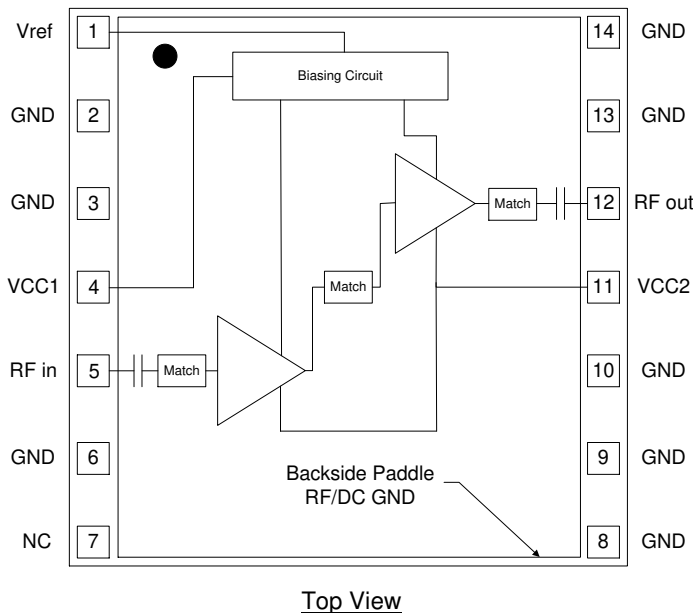 Vref 1
14 GND
Biasing Circuit
GND 2
13 GND
GND 3
Match
12 RF out
VCC1 4
Match
11 VCC2
RF in 5
Match
10 GND
GND 6
9 GND
Backside Paddle
RF/DC GND
NC 7
8 GND
Top View